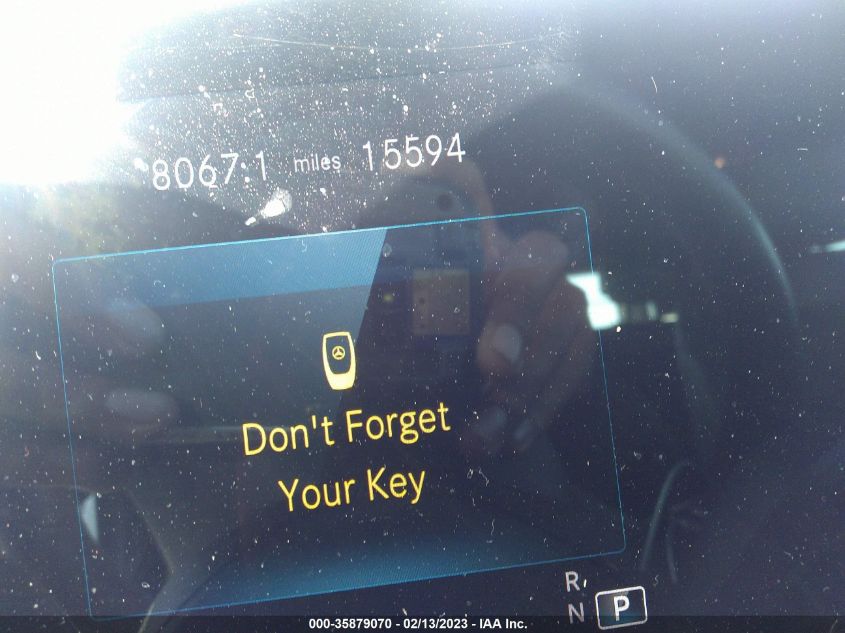 8067.1 miles 15594
Don't Forget
Your Key
R
N P
000-35879070 - 02/13/2023 - IAA Inc.